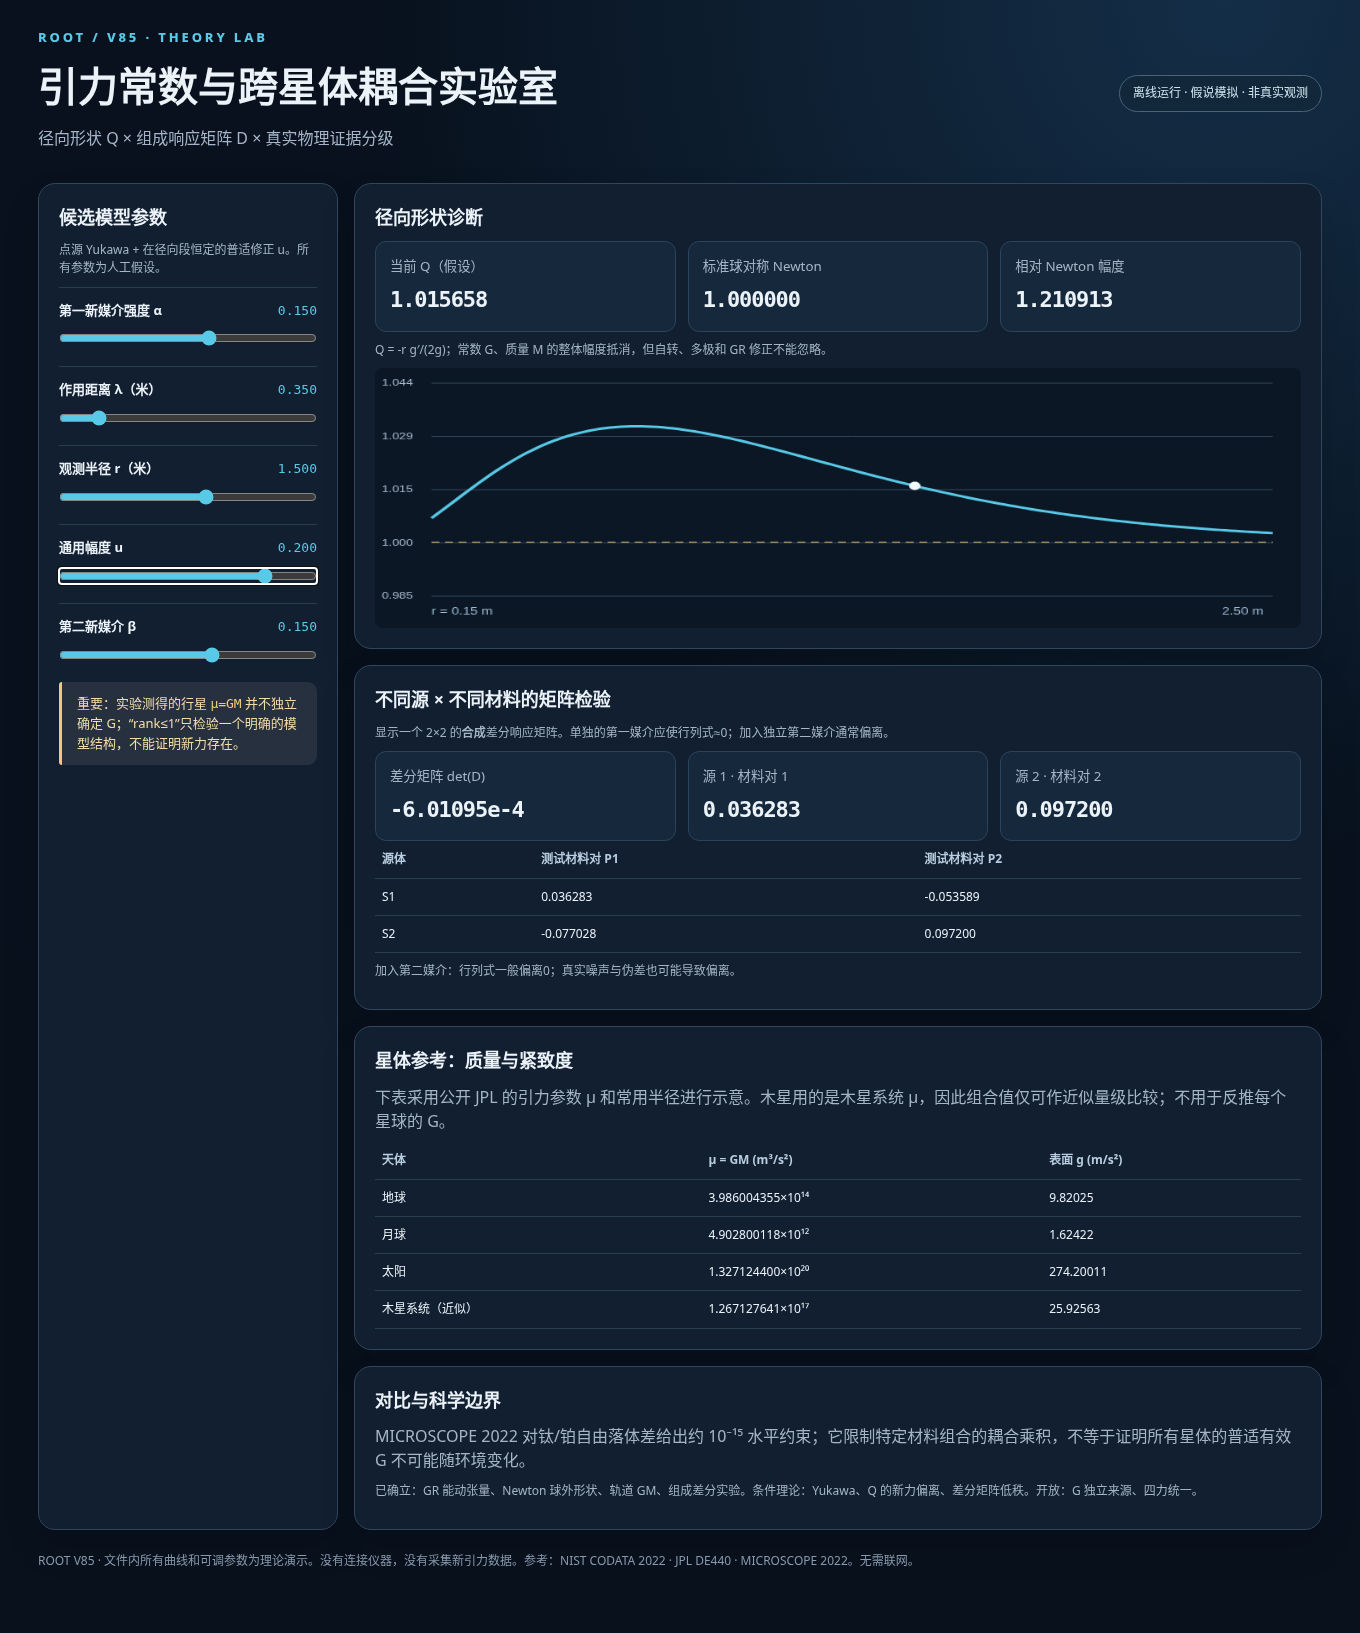 ROOT / V85 · THEORY LAB
引力常数与跨星体耦合实验室
离线运行 · 假说模拟 · 非真实观测
径向形状 Q × 组成响应矩阵 D × 真实物理证据分级
候选模型参数
点源 Yukawa + 在径向段恒定的普适修正 u。所
有参数为人工假设。
第一新媒介强度 α 0.150
作用距离 λ（米） 0.350
观测半径 r（米） 1.500
通用幅度 u 0.200
第二新媒介 β 0.150
重要：实验测得的行星 μ=GM 并不独立
确定 G；“rank≤1”只检验一个明确的模
型结构，不能证明新力存在。
径向形状诊断
当前 Q（假设） 标准球对称 Newton 相对 Newton 幅度
1.015658 1.000000 1.210913
Q = -r g′/(2g)；常数 G、质量 M 的整体幅度抵消，但自转、多极和 GR 修正不能忽略。
1.044
1.029
1.015
1.000
0.985
r = 0.15 m 2.50 m
不同源 × 不同材料的矩阵检验
显示一个 2×2 的合成差分响应矩阵。单独的第一媒介应使行列式≈0；加入独立第二媒介通常偏离。
差分矩阵 det(D) 源 1 · 材料对 1 源 2 · 材料对 2
-6.01095e-4 0.036283 0.097200
源体 测试材料对 P1 测试材料对 P2
S1 0.036283 -0.053589
S2 -0.077028 0.097200
加入第二媒介：行列式一般偏离0；真实噪声与伪差也可能导致偏离。
星体参考：质量与紧致度
下表采用公开 JPL 的引力参数 μ 和常用半径进行示意。木星用的是木星系统 μ，因此组合值仅可作近似量级比较；不用于反推每个
星球的 G。
天体 μ = GM (m³/s²) 表面 g (m/s²)
地球 3.986004355×10¹⁴ 9.82025
月球 4.902800118×10¹² 1.62422
太阳 1.327124400×10²⁰ 274.20011
木星系统（近似） 1.267127641×10¹⁷ 25.92563
对比与科学边界
MICROSCOPE 2022 对钛/铂自由落体差给出约 10⁻¹⁵ 水平约束；它限制特定材料组合的耦合乘积，不等于证明所有星体的普适有效
G 不可能随环境变化。
已确立：GR 能动张量、Newton 球外形状、轨道 GM、组成差分实验。条件理论：Yukawa、Q 的新力偏离、差分矩阵低秩。开放：G 独立来源、四力统一。
ROOT V85 · 文件内所有曲线和可调参数为理论演示。没有连接仪器，没有采集新引力数据。参考：NIST CODATA 2022 · JPL DE440 · MICROSCOPE 2022。无需联网。